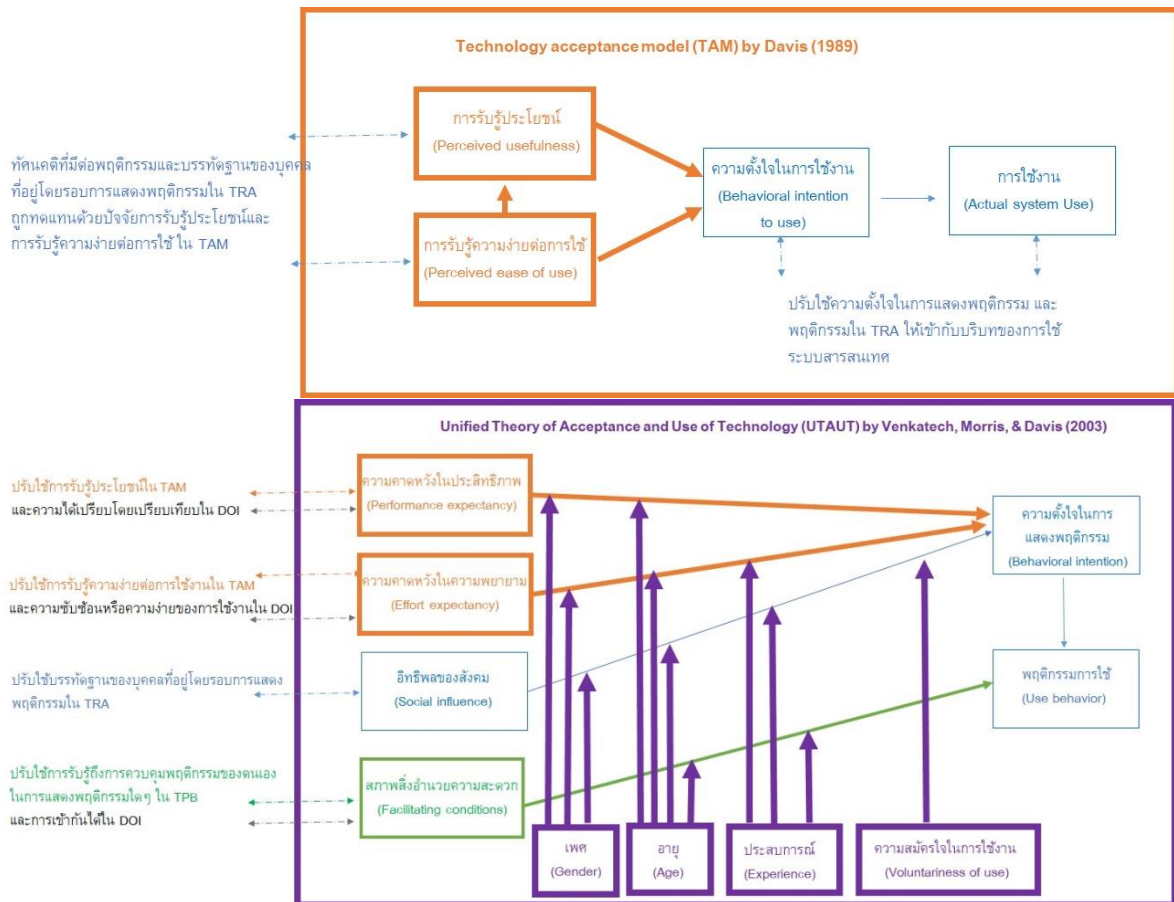 Technology acceptance model (TAM) by Davis (1989)
การรับรู้ประโยชน์
(Perceived usefulness)
ทัศนคติที่มีต่อพฤติกรรมและบรรทัดฐานของบุคคล
ที่อยู่โดยรอบการแสดงพฤติกรรมใน TRA
ถูกทดแทนด้วยปัจจัยการรับรู้ประโยชน์และ
การรับรู้ความง่ายต่อการใช้ ใน TAM
ความตั้งใจในการใช้งาน
(Behavioral intention
to use)
การใช้งาน
(Actual system Use)
การรับรู้ความง่ายต่อการใช้
(Perceived ease of use)
ปรับใช้ความตั้งใจในการแสดงพฤติกรรม และ
พฤติกรรมใน TRA ให้เข้ากับบริบทของการใช้
ระบบสารสนเทศ
Unified Theory of Acceptance and Use of Technology (UTAUT) by Venkatech, Morris, & Davis (2003)
ปรับใช้การรับรู้ประโยชน์ใน TAM
และความได้เปรียบโดยเปรียบเทียบใน DOI
ความคาดหวังในประสิทธิภาพ
(Performance expectancy)
ความตั้งใจในการ
แสดงพฤติกรรม
(Behavioral intention)
ปรับใช้การรับรู้ความง่ายต่อการใช้งานใน TAM
และความซับซ้อนหรือความง่ายของการใช้งานใน DOI
ความคาดหวังในความพยายาม
(Effort expectancy)
ปรับใช้บรรทัดฐานของบุคคลที่อยู่โดยรอบการแสดง
พฤติกรรมใน TRA
อิทธิพลของสังคม
(Social influence)
พฤติกรรมการใช้
(Use behavior)
ปรับใช้การรับรู้ถึงการควบคุมพฤติกรรมของตนเอง
ในการแสดงพฤติกรรมใดๆ ใน TPB
และการเข้ากันได้ใน DOI
สภาพสิ่งอำนวยความสะดวก
(Facilitating conditions)
เพศ
(Gender)
อายุ
(Age)
ประสบการณ์
(Experience)
ความสมัครใจในการใช้งาน
(Voluntariness of use)